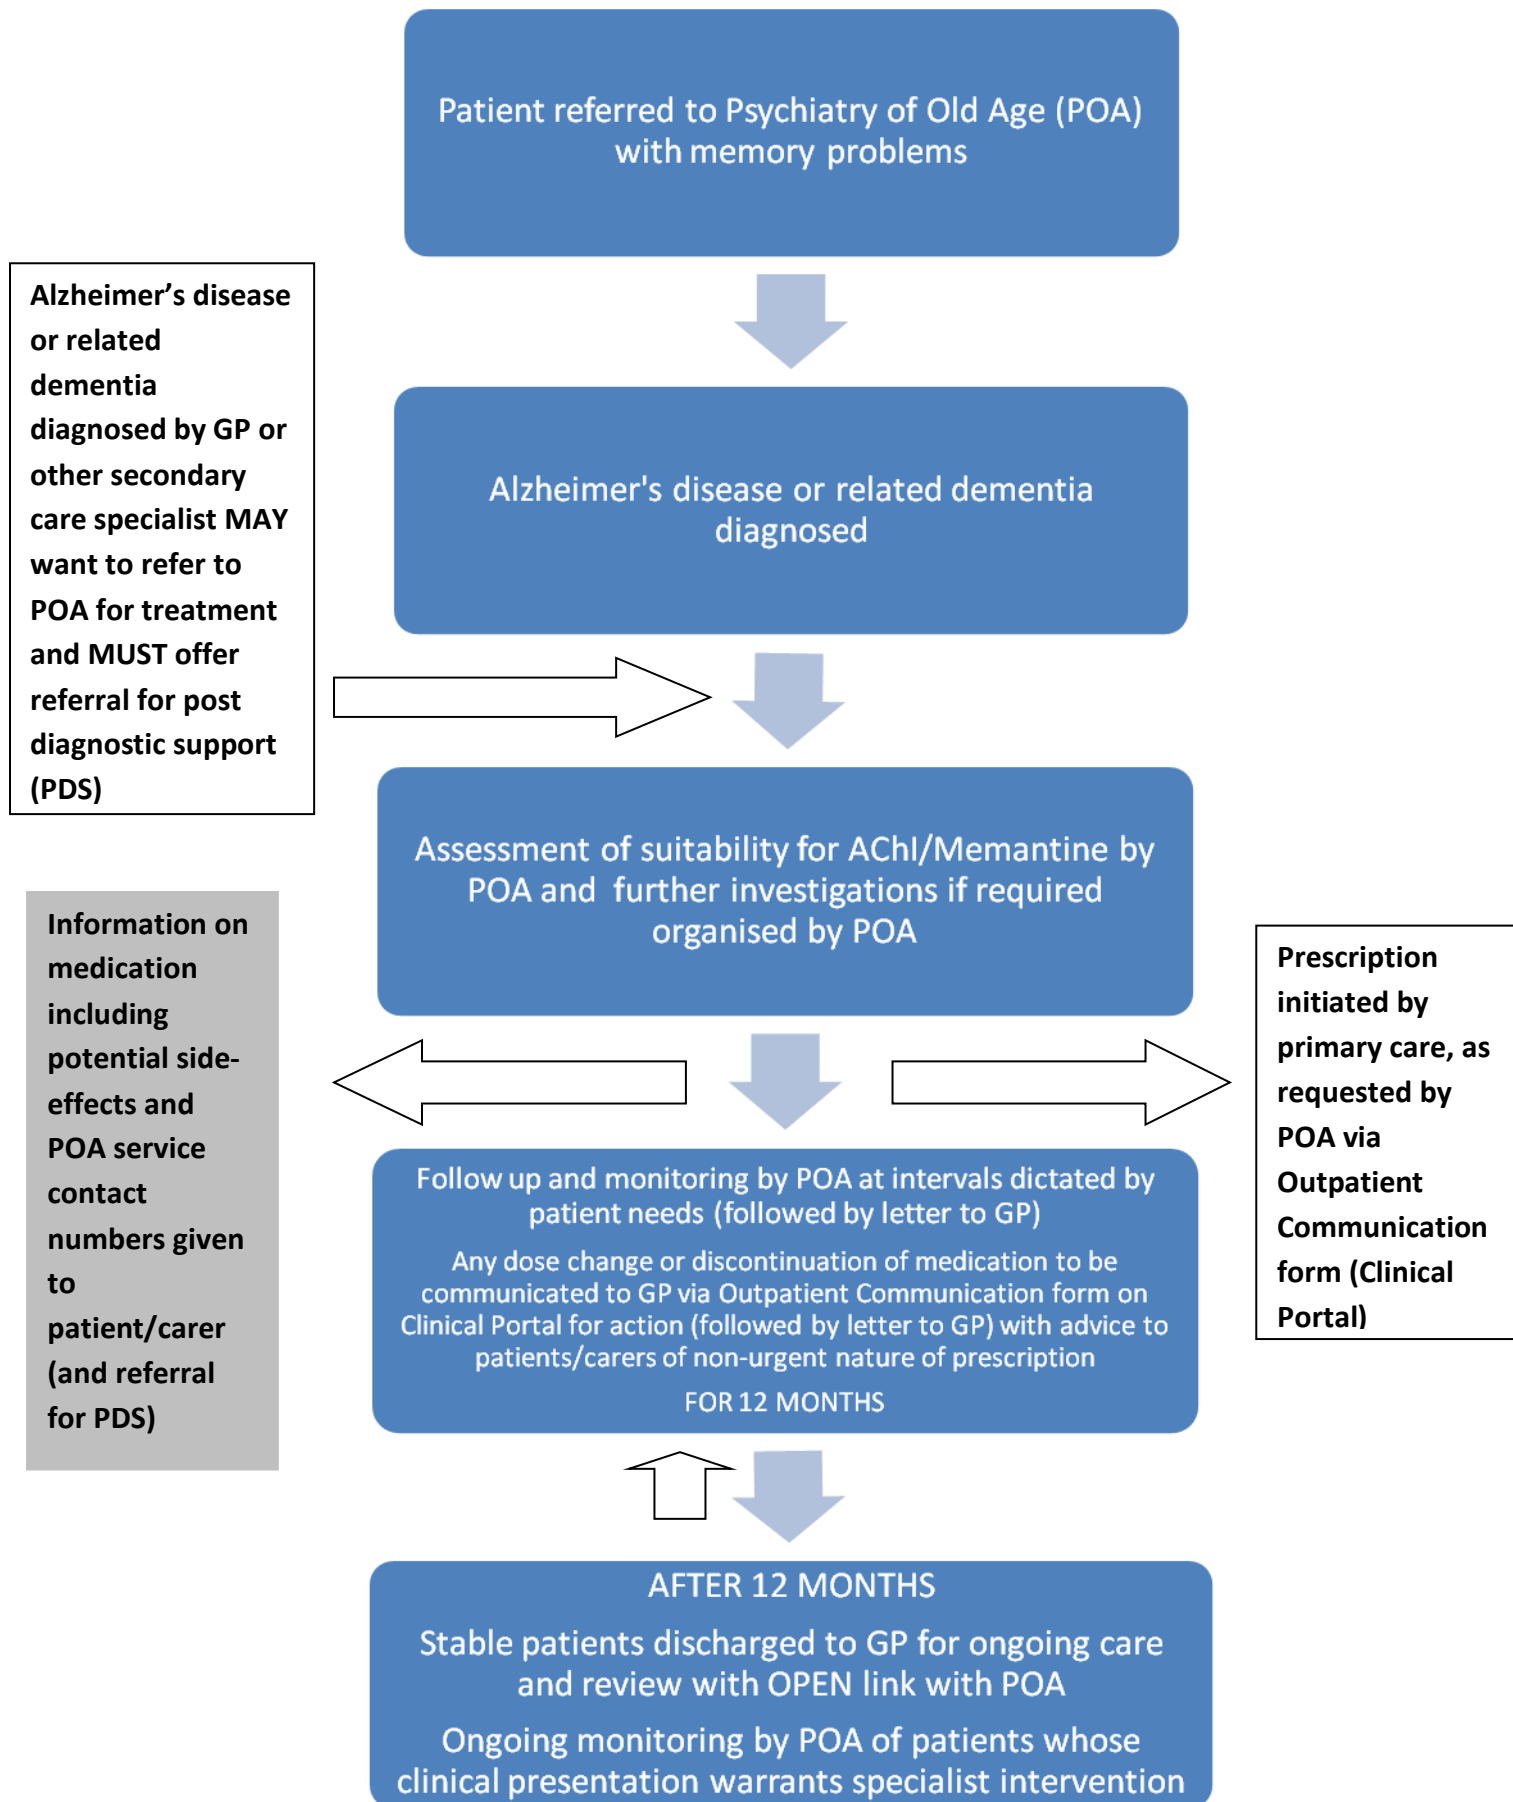 Patient referred to Psychiatry of Old Age (POA)
with memory problems
Alzheimer’s disease
or related
dementia
diagnosed by GP or
other secondary
care specialist MAY
want to refer to
POA for treatment
and MUST offer
referral for post
diagnostic support
(PDS)
Alzheimer's disease or related dementia
diagnosed
Assessment of suitability for AChI/Memantine by
POA and further investigations if required
organised by POA
Information on
medication
including
potential side-
effects and
POA service
contact
numbers given
to
patient/carer
(and referral
for PDS)
Prescription
initiated by
primary care, as
requested by
POA via
Outpatient
Communication
form (Clinical
Portal)
Follow up and monitoring by POA at intervals dictated by
patient needs (followed by letter to GP)
Any dose change or discontinuation of medication to be
communicated to GP via Outpatient Communication form on
Clinical Portal for action (followed by letter to GP) with advice to
patients/carers of non-urgent nature of prescription
FOR 12 MONTHS
AFTER 12 MONTHS
Stable patients discharged to GP for ongoing care
and review with OPEN link with POA
Ongoing monitoring by POA of patients whose
clinical presentation warrants specialist intervention